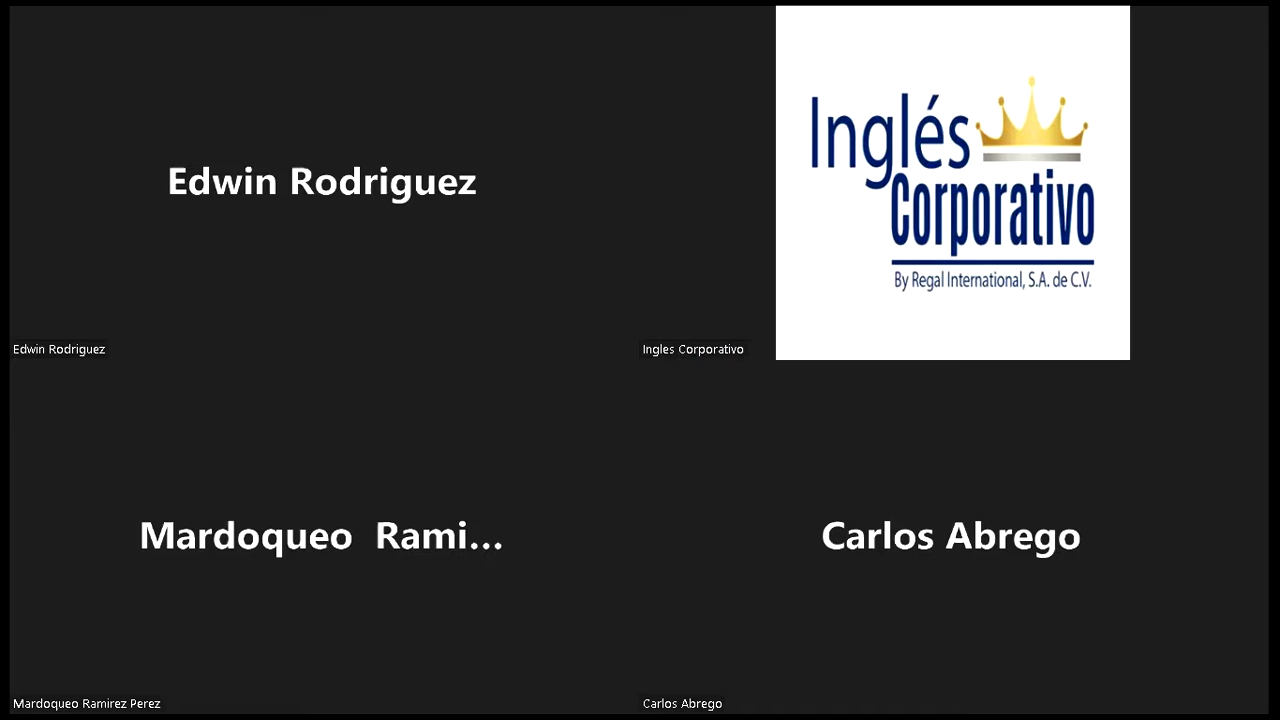 Edwin Rodriguez
Edwin Rodriguez
Inglés
Corporativo
By Regal International, S.A. de C.V.
Ingles Corporativo
Mardoqueo  Rami...
Mardoqueo Ramirez Perez
Carlos Abrego
Carlos Abrego